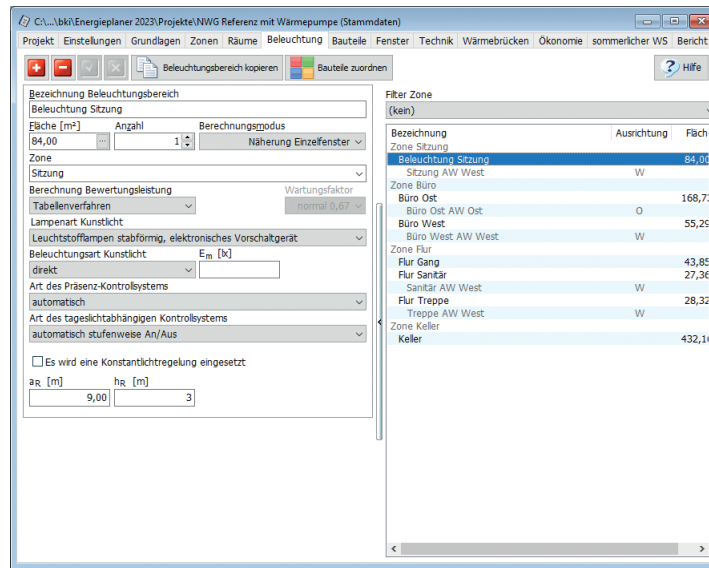 C:\...\bki\Energieplaner 2023\Projekte\NWG Referenz mit Wärmepumpe (Stammdaten)
Projekt Einstellungen Grundlagen Zonen Räume Beleuchtung Bauteile Fenster Technik Wärmebrücken Ökonomie sommerlicher WS Bericht
Beleuchtungsbereich kopieren Bauteile zuordnen Hilfe
Bezeichnung Beleuchtungsbereich
Beleuchtung Sitzung
Fläche [m²] Anzahl Berechnungsmodus
84,00 ... 1 Näherung Einzelfenster
Zone
Sitzung
Berechnung Bewertungsleistung Wartungsfaktor
Tabellenverfahren normal 0,67
Lampenart Kunstlicht
Leuchtstofflampen stabförmig, elektronisches Vorschaltgerät
Beleuchtungsart Kunstlicht Em [lx]
direkt
Art des Präsenz-Kontrollsystems
automatisch
Art des tageslichtabhängigen Kontrollsystems
automatisch stufenweise An/Aus
Es wird eine Konstantlichtregelung eingesetzt
aR [m] hR [m]
9,00 3
Filter Zone
(kein)
Bezeichnung Ausrichtung Fläch
Zone Sitzung
Beleuchtung Sitzung 84,00
Sitzung AW West W
Zone Büro
Büro Ost 168,72
Büro Ost AW Ost O
Büro West 55,29
Büro West AW West W
Zone Flur
Flur Gang 43,85
Flur Sanitär 27,36
Sanitär AW West W
Flur Treppe 28,32
Treppe AW West W
Zone Keller
Keller 432,16